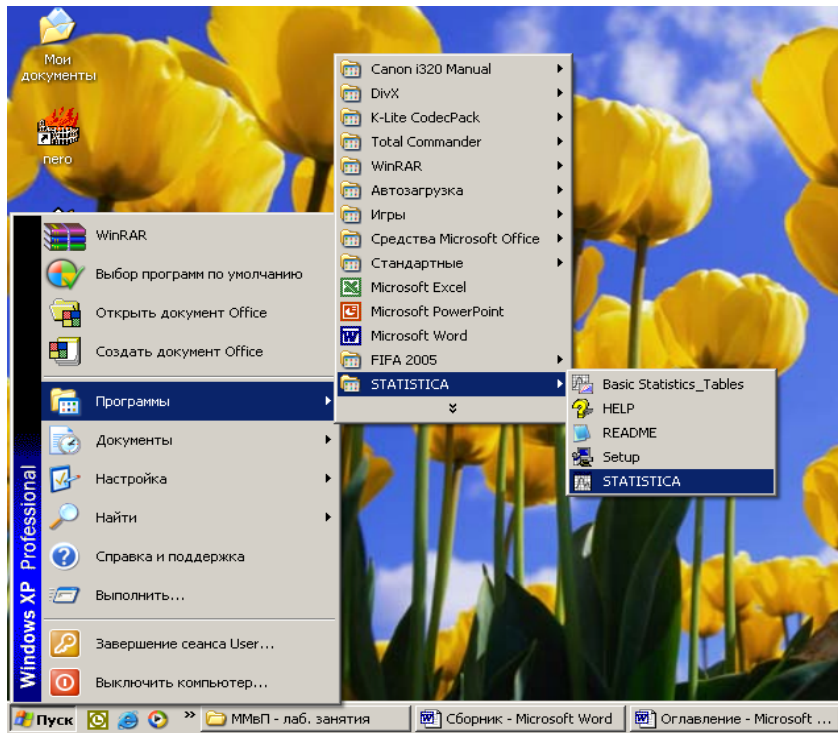 Мои
документы
nero
Canon i320 Manual
DivX
K-Lite CodecPack
Total Commander
WinRAR
Автозагрузка
Игры
Средства Microsoft Office
Стандартные
Microsoft Excel
Microsoft PowerPoint
Microsoft Word
FIFA 2005
STATISTICA
Basic Statistics_Tables
HELP
README
Setup
STATISTICA
WinRAR
Выбор программ по умолчанию
Открыть документ Office
Создать документ Office
Программы
Документы
Настройка
Найти
Справка и поддержка
Выполнить...
Завершение сеанса User...
Выключить компьютер...
Windows XP Professional
Пуск
ММвП - лаб. занятия
Сборник - Microsoft Word
Оглавление - Microsoft ...